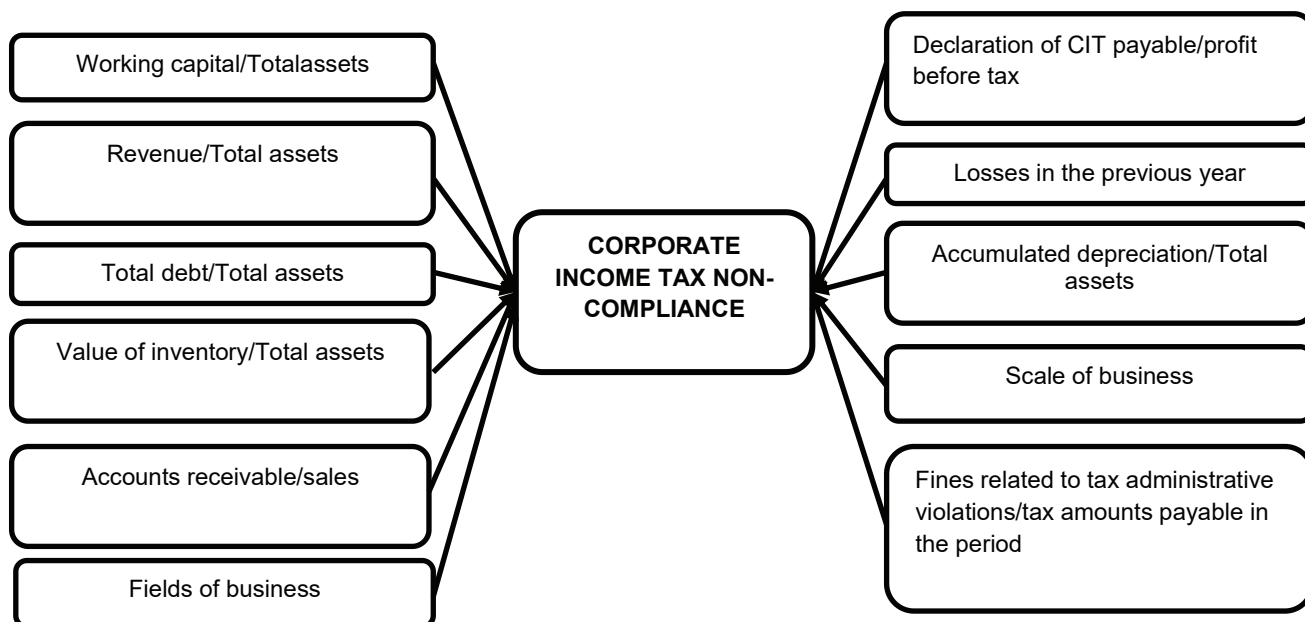 Working capital/Totalassets
Revenue/Total assets
Total debt/Total assets
Value of inventory/Total assets
Accounts receivable/sales
Fields of business
CORPORATE
INCOME TAX NON-
COMPLIANCE
Declaration of CIT payable/profit
before tax
Losses in the previous year
Accumulated depreciation/Total
assets
Scale of business
Fines related to tax administrative
violations/tax amounts payable in
the period